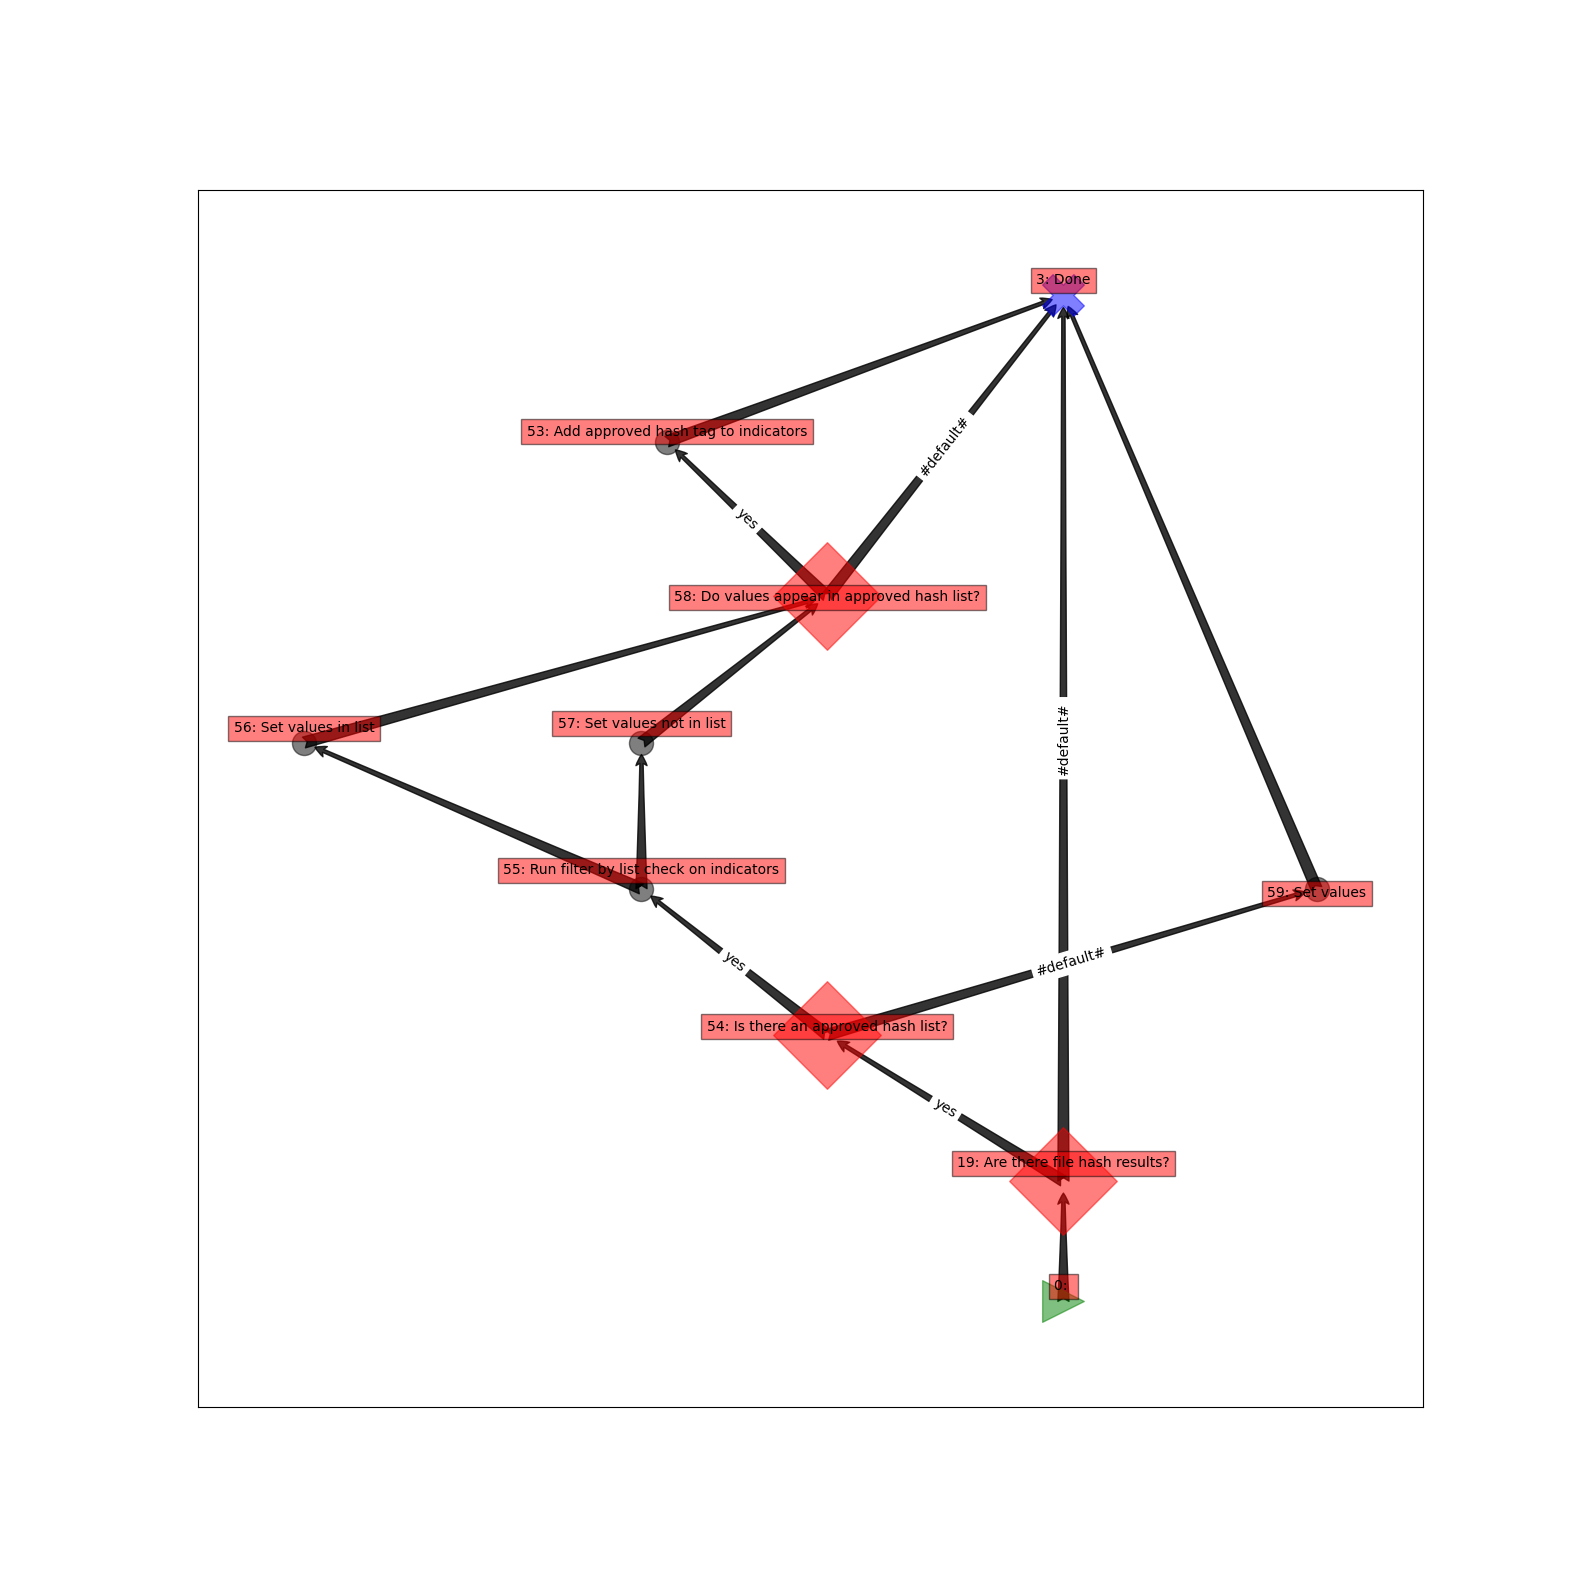 3: Done
53: Add approved hash tag to indicators
#default#
yes
58: Do values appear in approved hash list?
56: Set values in list
57: Set values not in list
#default#
55: Run filter by list check on indicators
59: Set values
yes
#default#
54: Is there an approved hash list?
yes
19: Are there file hash results?
0: